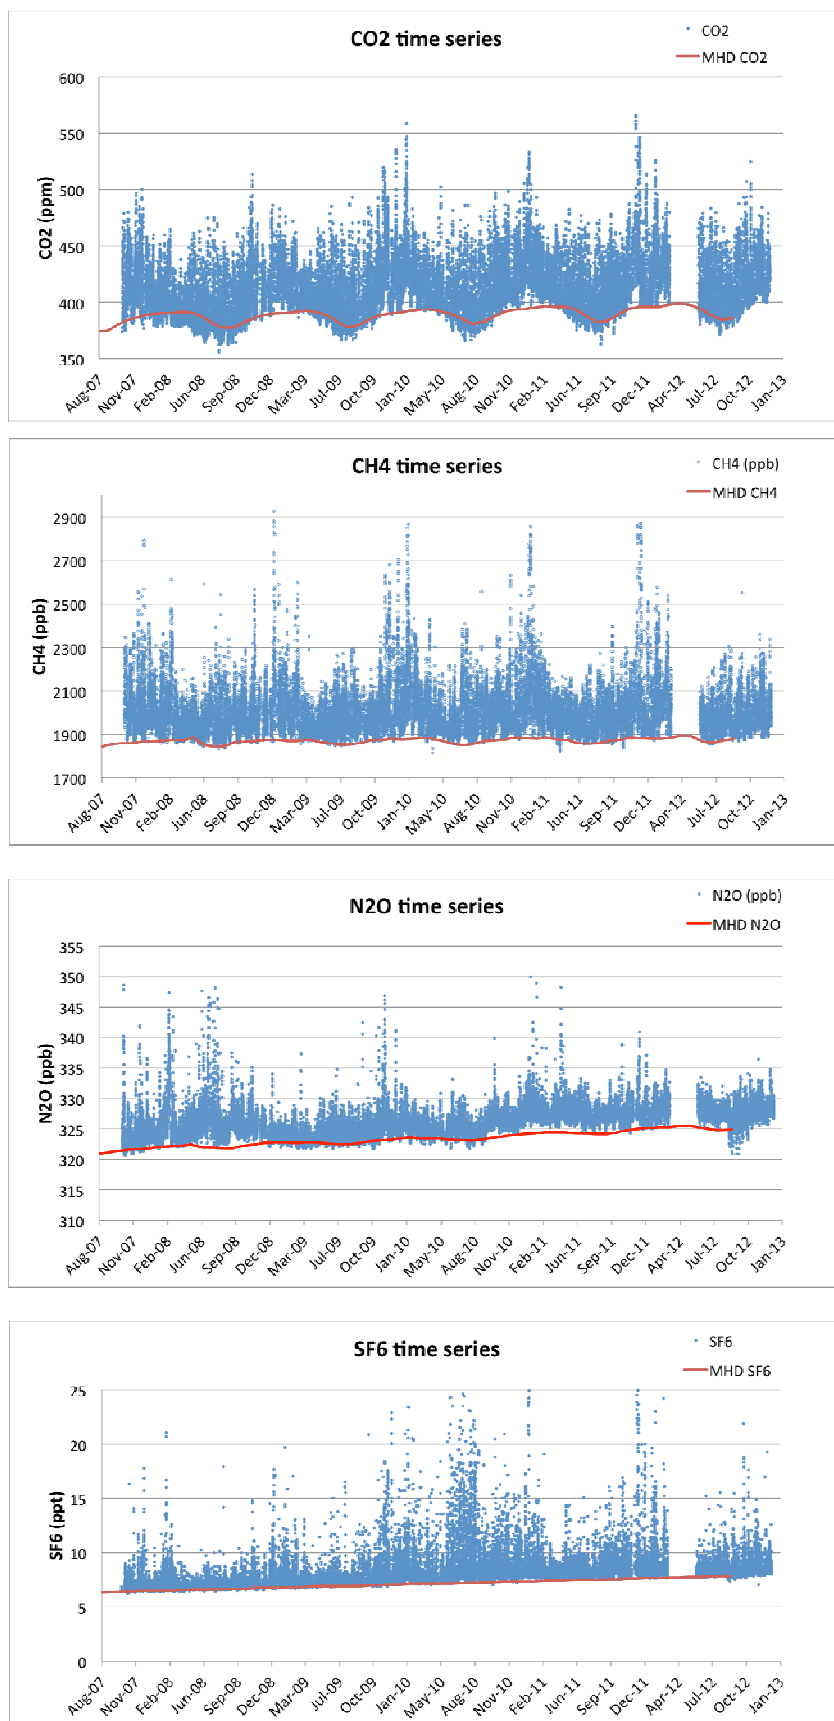 CO2 time series
CO2
MHD CO2
CO2 (ppm)
600
550
500
450
400
350
Aug-07 Nov-07 Feb-08 Jun-08 Sep-08 Dec-08 Mar-09 Jul-09 Oct-09 Jan-10 May-10 Aug-10 Nov-10 Feb-11 Jun-11 Sep-11 Dec-11 Apr-12 Jul-12 Oct-12 Jan-13
CH4 time series
CH4 (ppb)
MHD CH4
CH4 (ppb)
2900
2700
2500
2300
2100
1900
1700
Aug-07 Nov-07 Feb-08 Jun-08 Sep-08 Dec-08 Mar-09 Jul-09 Oct-09 Jan-10 May-10 Aug-10 Nov-10 Feb-11 Jun-11 Sep-11 Dec-11 Apr-12 Jul-12 Oct-12 Jan-13
N2O time series
N2O (ppb)
MHD N2O
N2O (ppb)
355
350
345
340
335
330
325
320
315
310
Aug-07 Nov-07 Feb-08 Jun-08 Sep-08 Dec-08 Mar-09 Jul-09 Oct-09 Jan-10 May-10 Aug-10 Nov-10 Feb-11 Jun-11 Sep-11 Dec-11 Apr-12 Jul-12 Oct-12 Jan-13
SF6 time series
SF6
MHD SF6
SF6 (ppt)
25
20
15
10
5
0
Aug-07 Nov-07 Feb-08 Jun-08 Sep-08 Dec-08 Mar-09 Jul-09 Oct-09 Jan-10 May-10 Aug-10 Nov-10 Feb-11 Jun-11 Sep-11 Dec-11 Apr-12 Jul-12 Oct-12 Jan-13